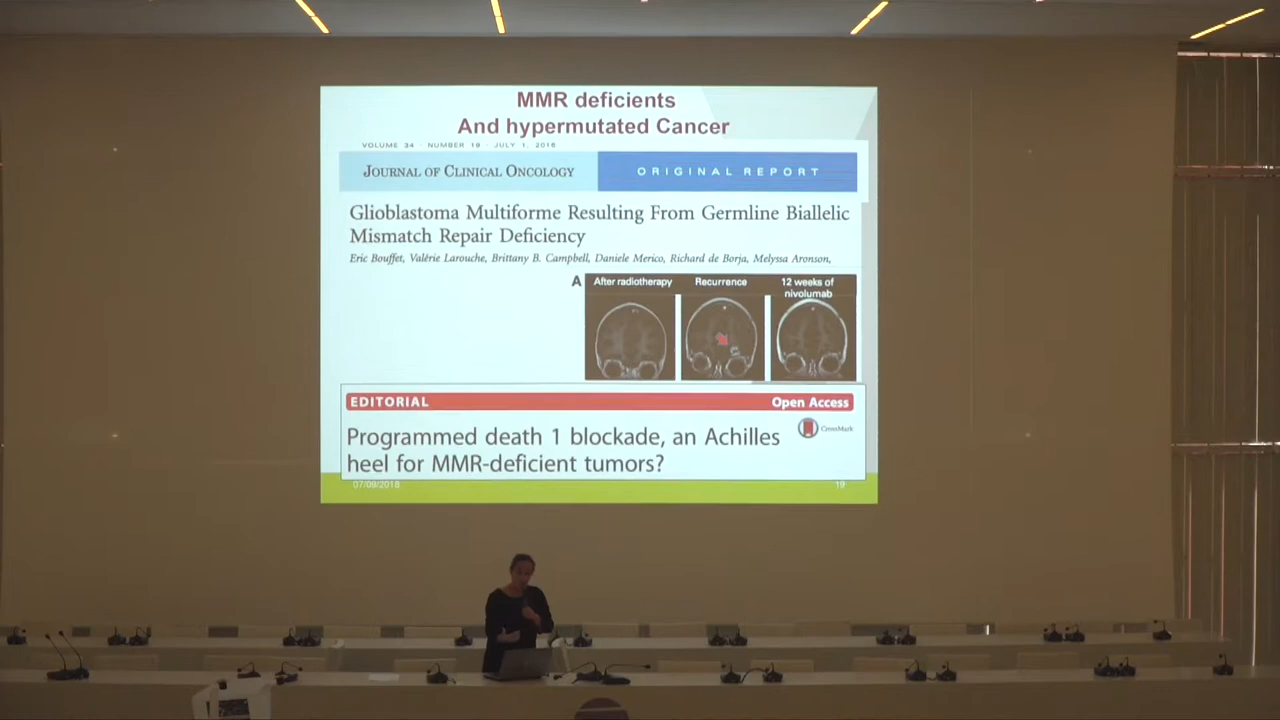 MMR deficients
And hypermutated Cancer
VOLUME 34 · NUMBER 19 · JULY 1, 2016
JOURNAL OF CLINICAL ONCOLOGY
ORIGINAL REPORT
Glioblastoma Multiforme Resulting From Germline Biallelic
Mismatch Repair Deficiency
Eric Bouffet, Valérie Larouche, Brittany B. Campbell, Daniele Merico, Richard de Borja, Melyssa Aronson,
A
After radiotherapy
Recurrence
12 weeks of
nivolumab
EDITORIAL
Open Access
Programmed death 1 blockade, an Achilles
heel for MMR-deficient tumors?
CrossMark
07/09/2018
19